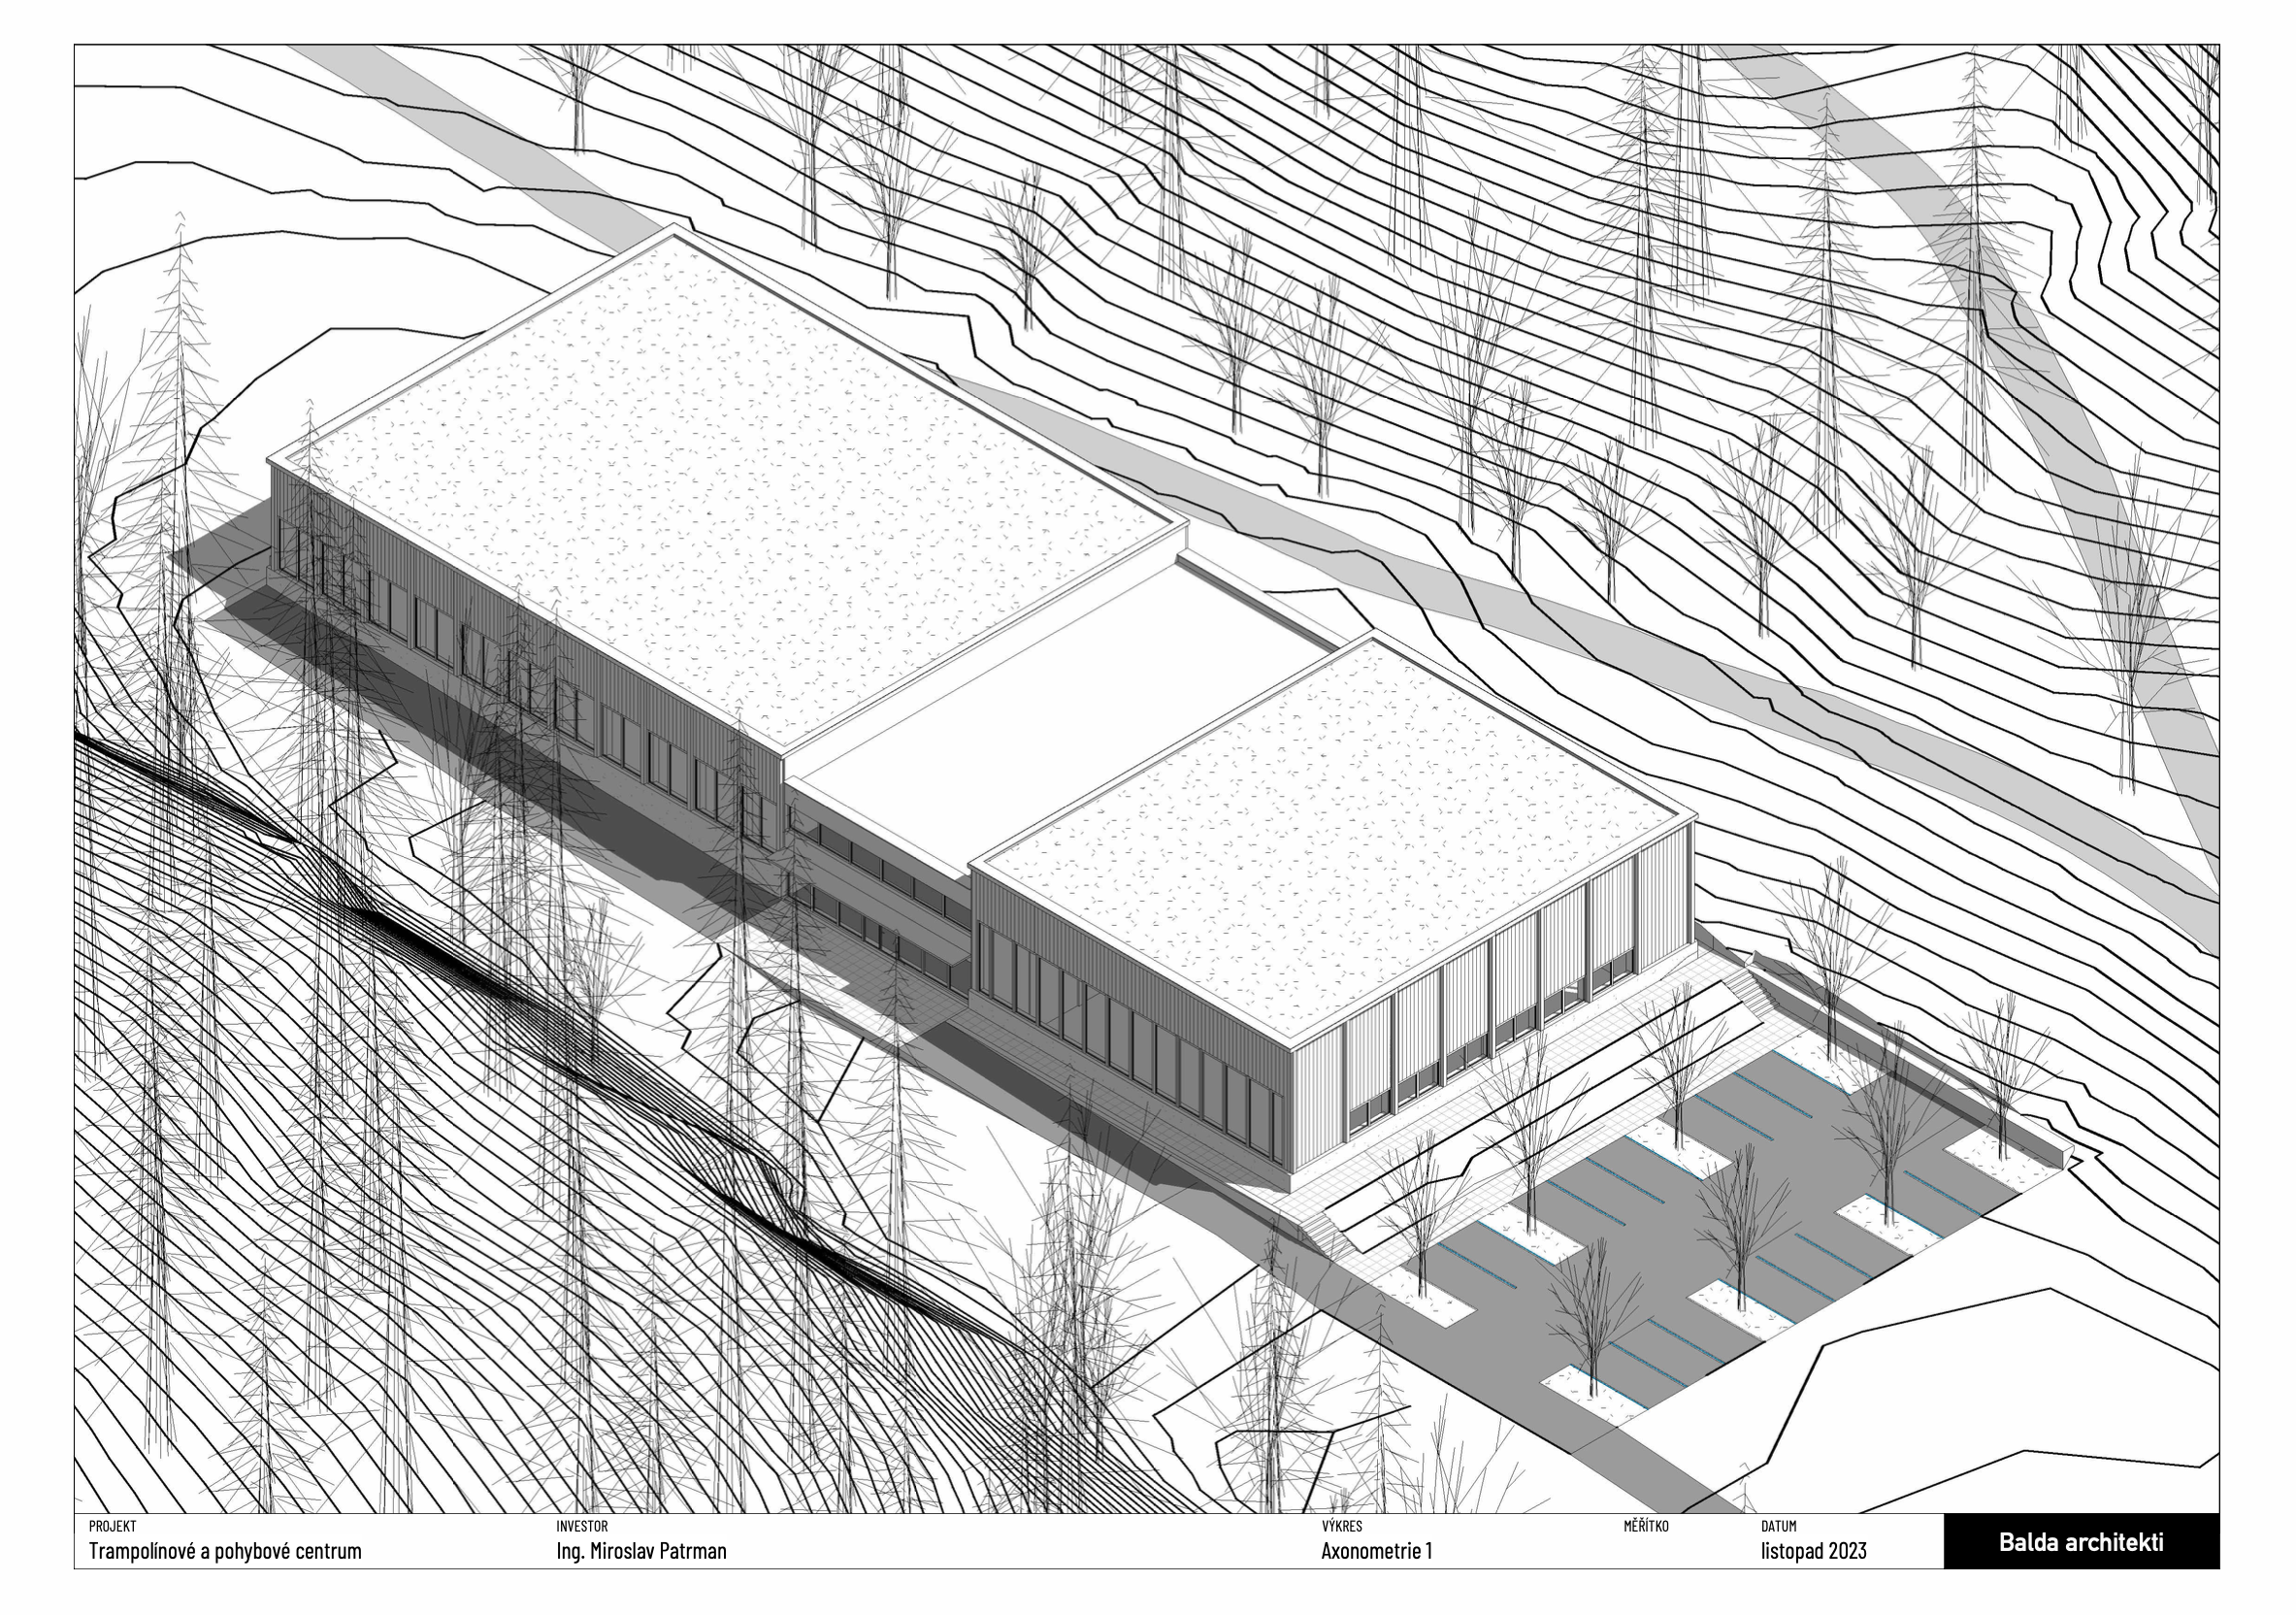 PROJEKT
Trampolínové a pohybové centrum
INVESTOR
Ing. Miroslav Patrman
VÝKRES
Axonometrie 1
MĚŘÍTKO
DATUM
listopad 2023
Balda architekti